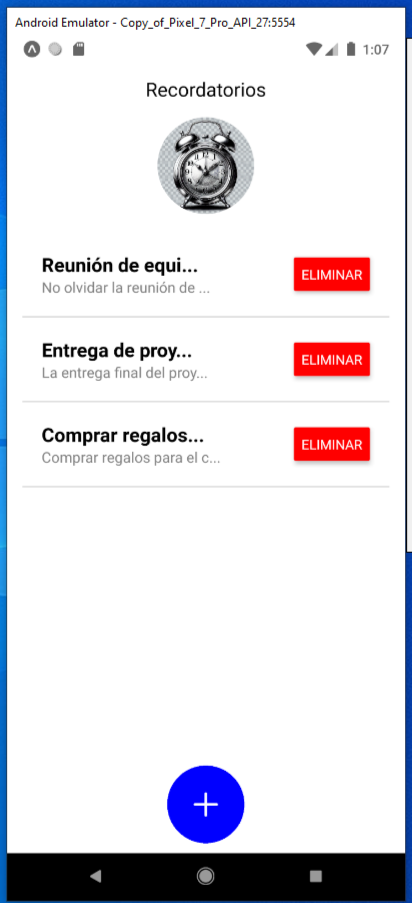 Android Emulator - Copy_of_Pixel_7_Pro_API_27:5554
1:07
Recordatorios
Reunión de equi...
No olvidar la reunión de ...
ELIMINAR
Entrega de proy...
La entrega final del proy...
ELIMINAR
Comprar regalos...
Comprar regalos para el c...
ELIMINAR
+